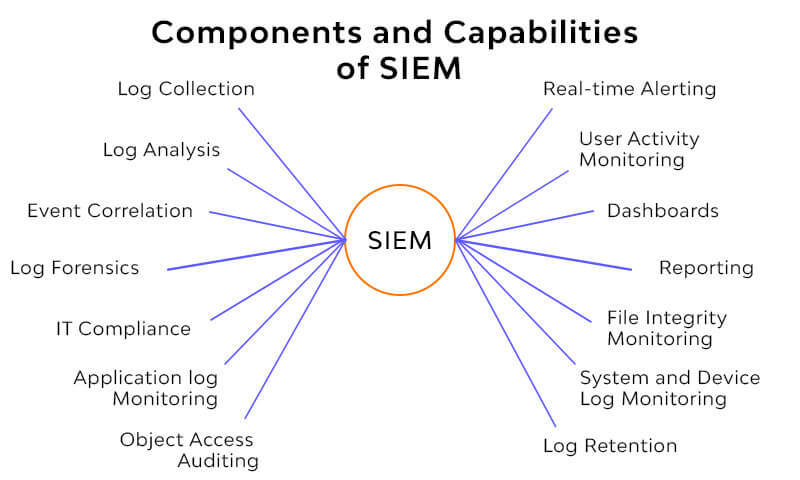 Components and Capabilities
of SIEM
Log Collection
Log Analysis
Event Correlation
Log Forensics
IT Compliance
Application log
Monitoring
Object Access
Auditing
SIEM
Real-time Alerting
User Activity
Monitoring
Dashboards
Reporting
File Integrity
Monitoring
System and Device
Log Monitoring
Log Retention